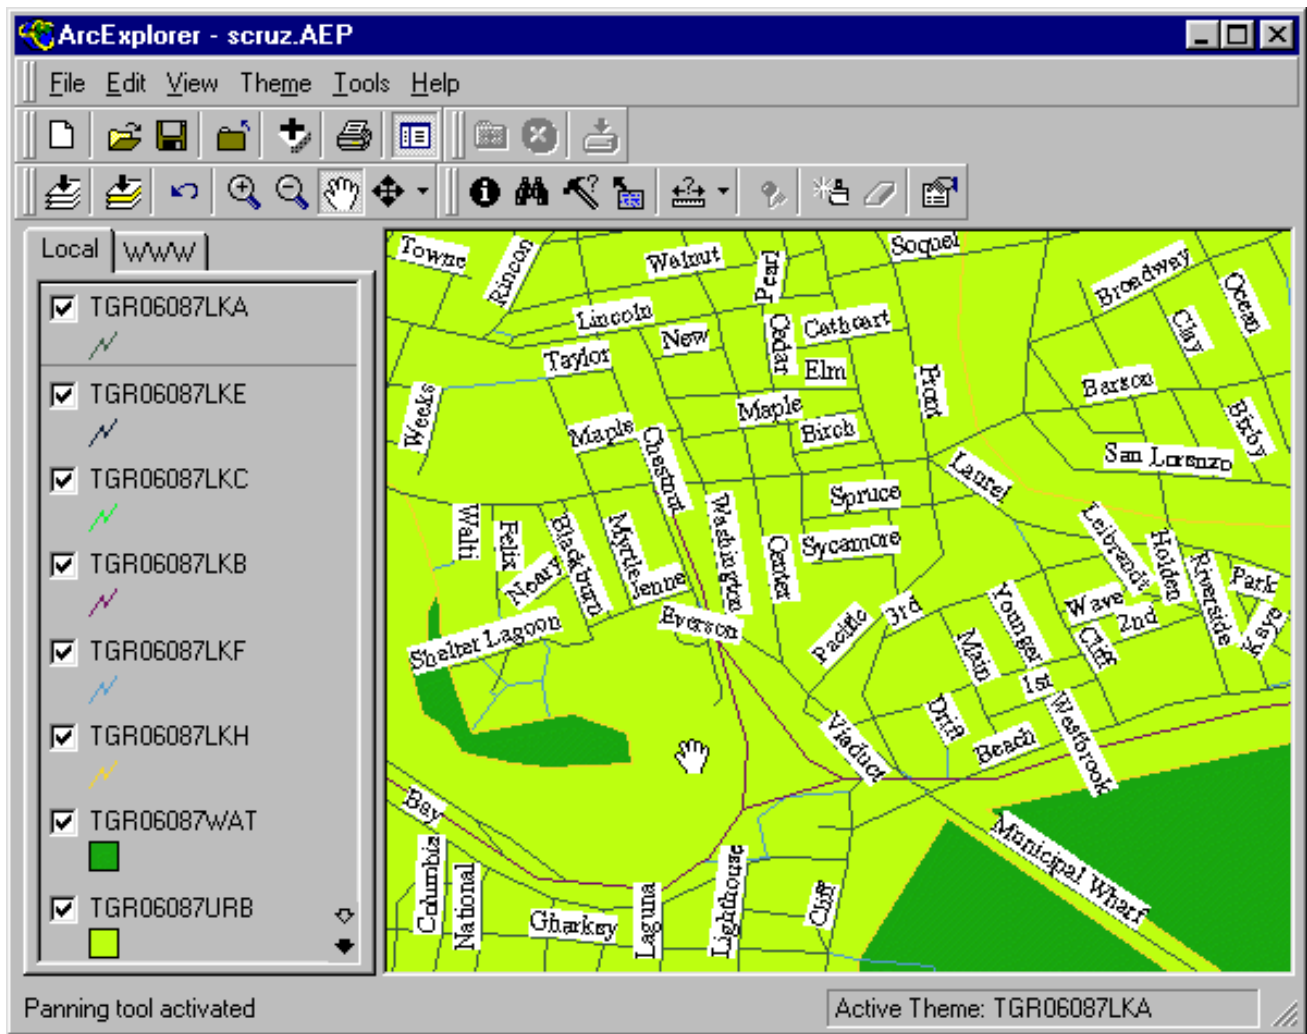 ArcExplorer - scruz.AEP
File Edit View Theme Tools Help
Local WWW
TGR06087LKA
TGR06087LKE
TGR06087LKC
TGR06087LKB
TGR06087LKF
TGR06087LKH
TGR06087WAT
TGR06087URB
Towne
Rincon
Walnut
Pearl
Soquel
Broadway
Ocean
Lincoln
New
Cedar
Cathcart
Clay
Taylor
Elm
Front
Barson
Weeks
Maple
Maple
Birch
Bixby
Chestnut
San Lorenzo
Laurel
Spruce
Walti
Felix
Blackburn
Myrtle
enne
Washington
Center
Sycamore
Leibrandt
Holden
Riverside
Park
Kaye
Neary
Shelter Lagoon
Everson
Pacific
3rd
Younger
Wave
2nd
Cliff
Main
1st
Westbrook
Drift
Beach
Viaduct
Bay
Municipal Wharf
Columbia
National
Gharkey
Laguna
Lighthouse
Cliff
Panning tool activated
Active Theme: TGR06087LKA